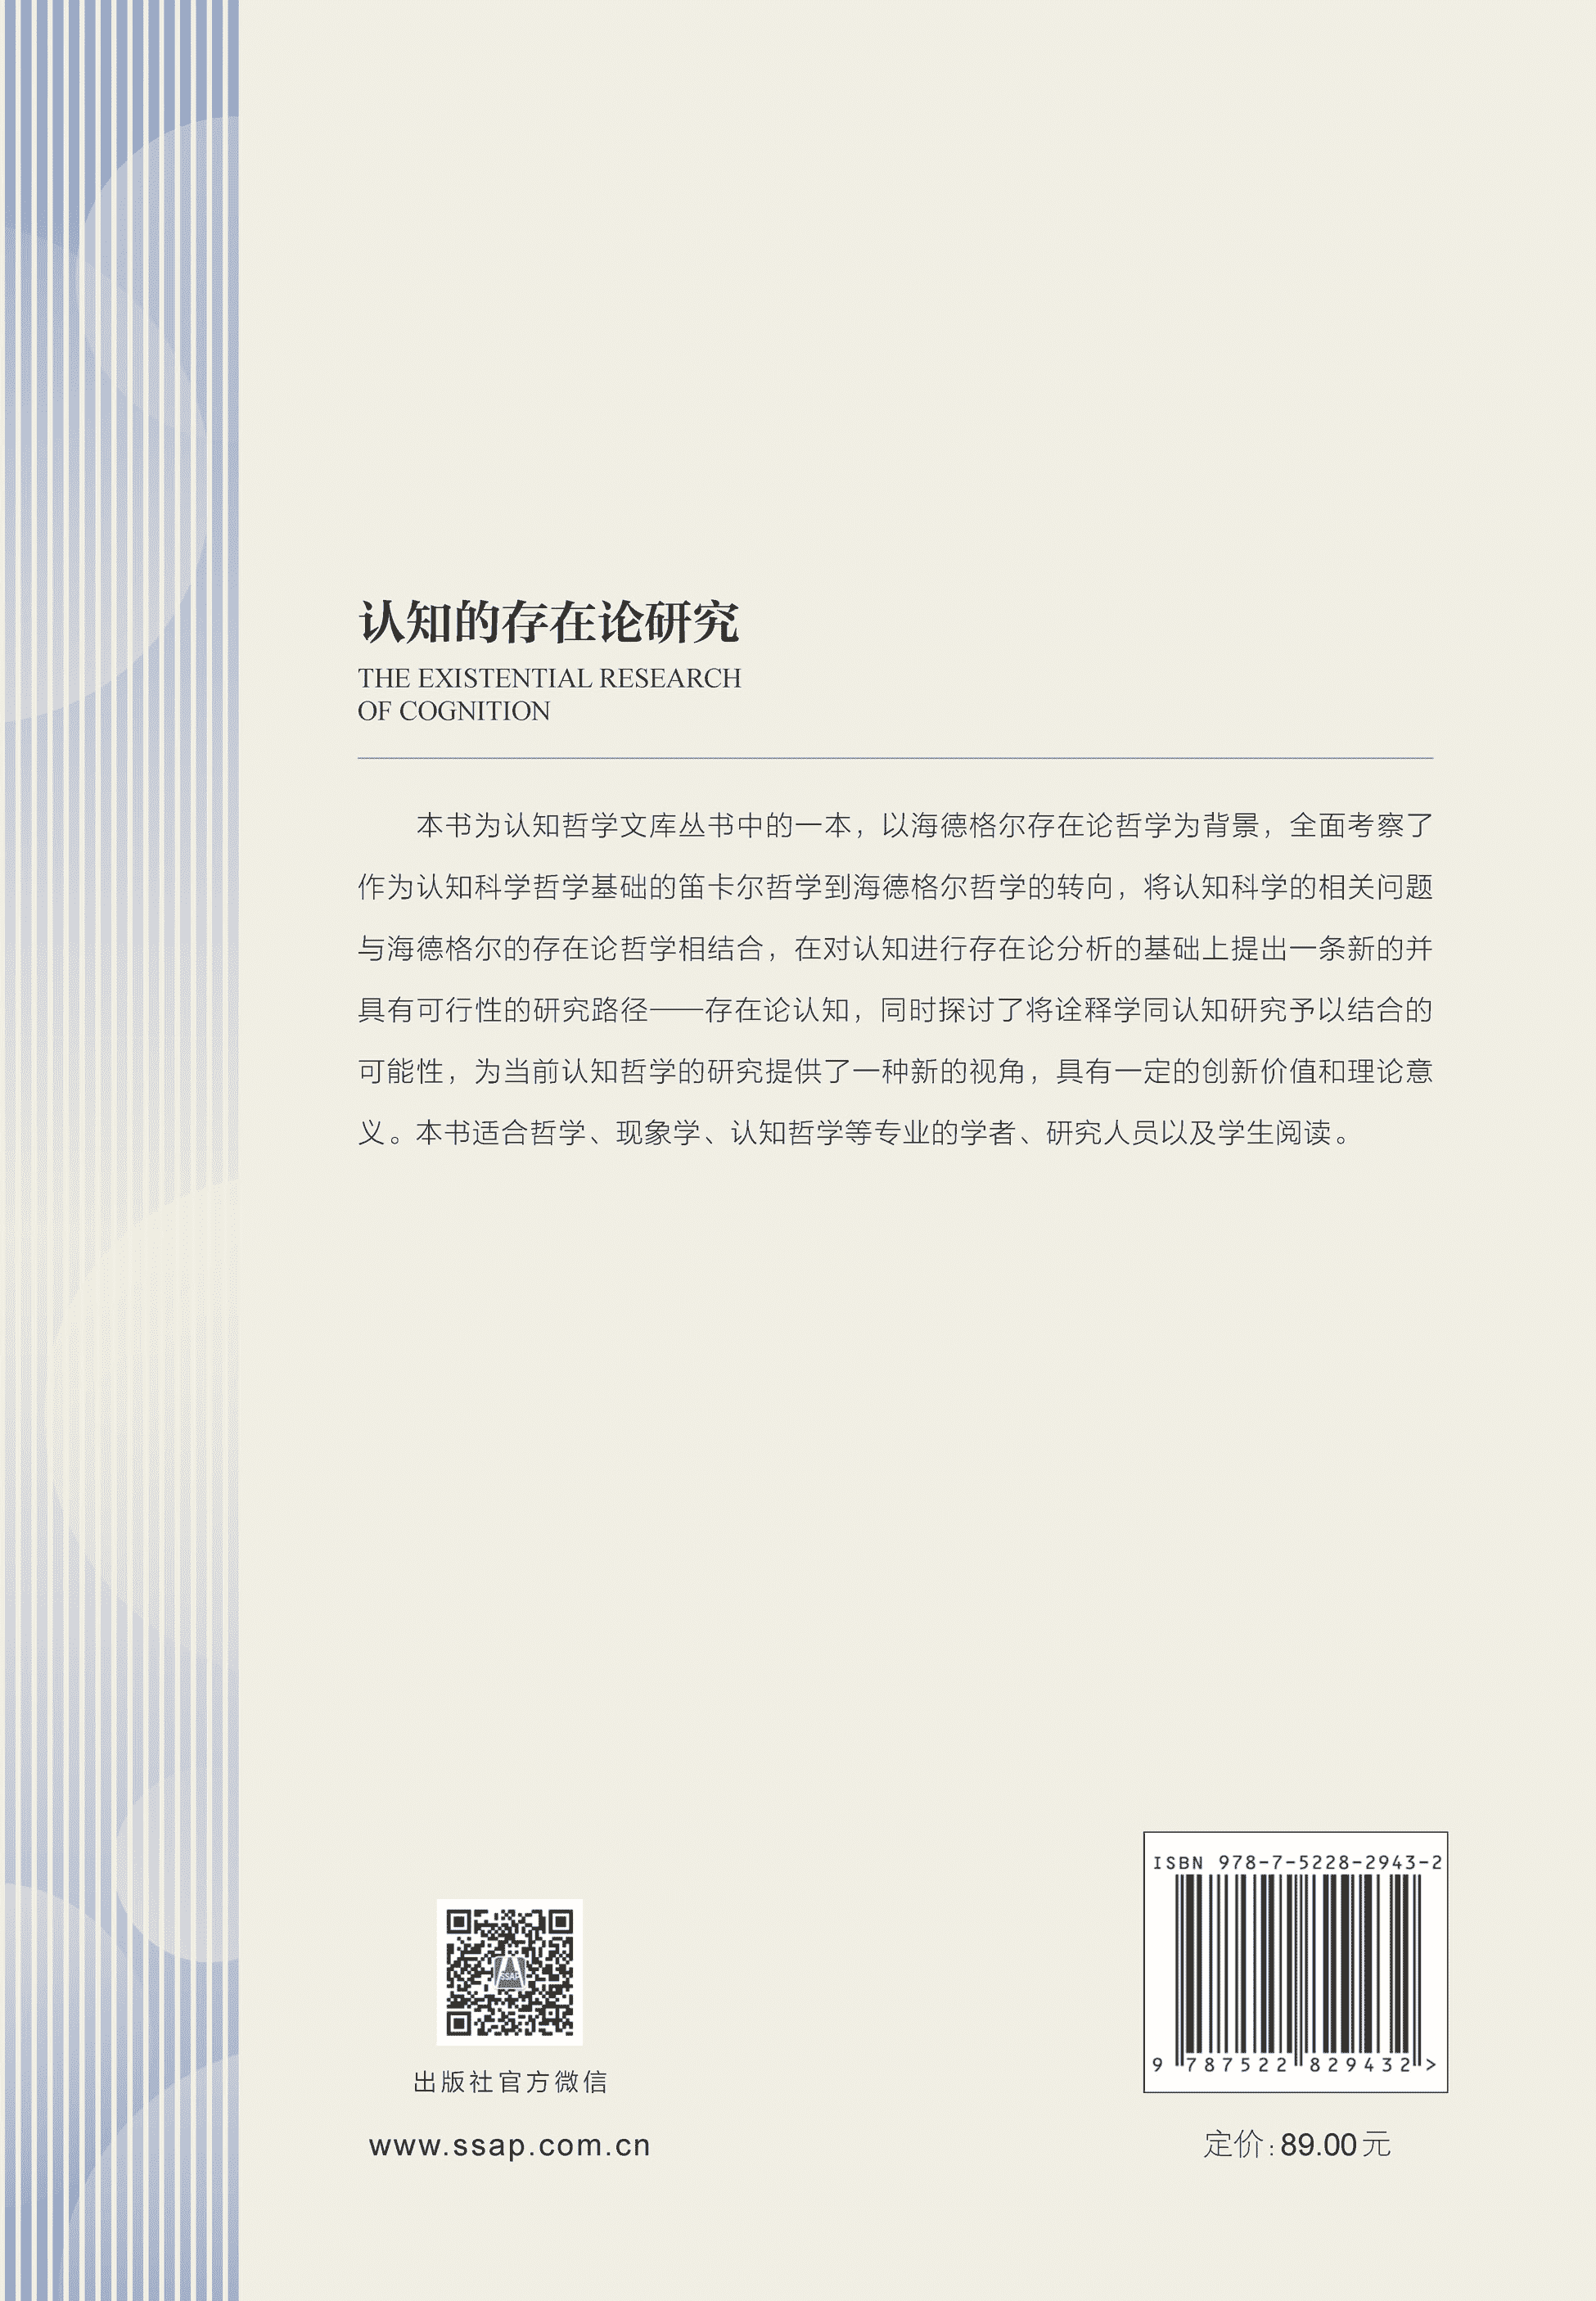 认知的存在论研究
THE EXISTENTIAL RESEARCH
OF COGNITION
本书为认知哲学文库丛书中的一本，以海德格尔存在论哲学为背景，全面考察了
作为认知科学哲学基础的笛卡尔哲学到海德格尔哲学的转向，将认知科学的相关问题
与海德格尔的存在论哲学相结合，在对认知进行存在论分析的基础上提出一条新的并
具有可行性的研究路径——存在论认知，同时探讨了将诠释学同认知研究予以结合的
可能性，为当前认知哲学的研究提供了一种新的视角，具有一定的创新价值和理论意
义。本书适合哲学、现象学、认知哲学等专业的学者、研究人员以及学生阅读。
SSAP
出版社官方微信
www.ssap.com.cn
ISBN 978-7-5228-2943-2
9 787522 829432 >
定价：89.00元